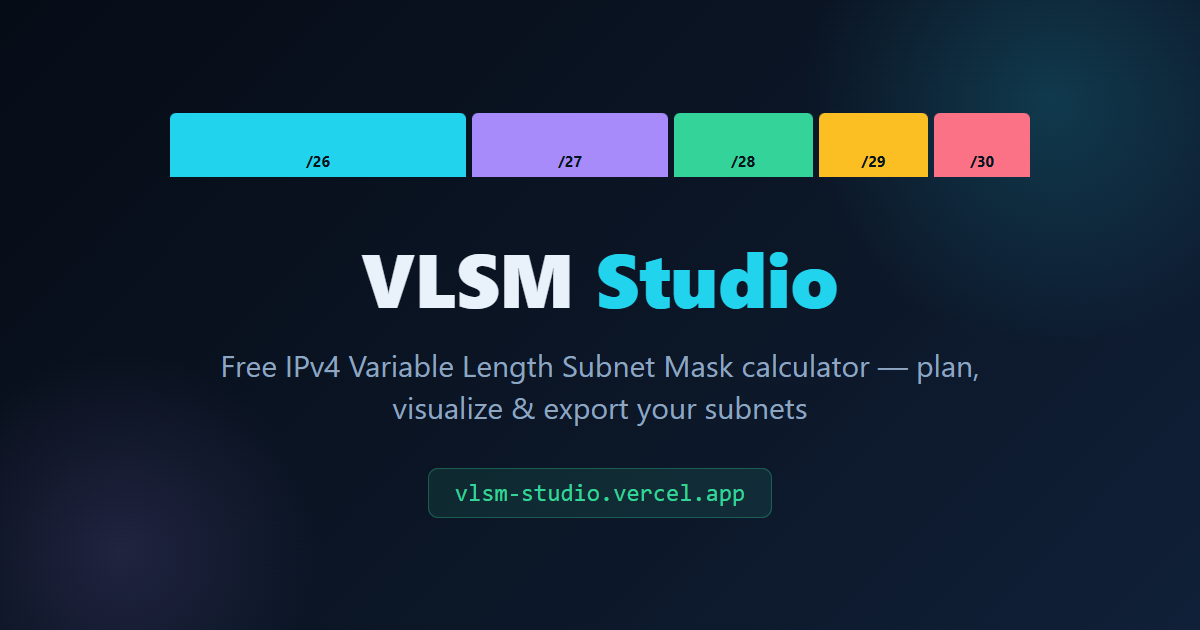 /26 /27 /28 /29 /30
VLSM Studio
Free IPv4 Variable Length Subnet Mask calculator — plan,
visualize & export your subnets
vlsm-studio.vercel.app